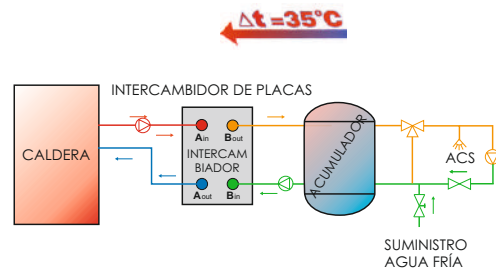 Δt =35°C
INTERCAMBIDOR DE PLACAS
CALDERA
Ain
Bout
INTERCAM
BIADOR
Aout
Bin
ACUMULADOR
ACS
SUMINISTRO
AGUA FRÍA